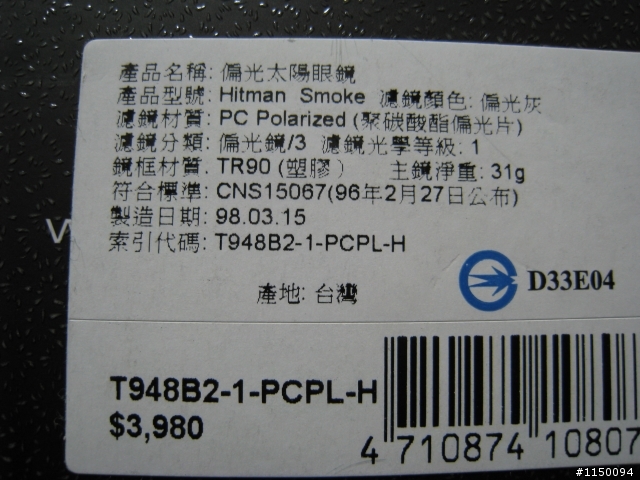 產品名稱: 偏光太陽眼鏡
產品型號: Hitman Smoke 濾鏡顏色: 偏光灰
濾鏡材質: PC Polarized (聚碳酸酯偏光片)
濾鏡分類: 偏光鏡/3 濾鏡光學等級: 1
鏡框材質: TR90 (塑膠) 主鏡淨重: 31g
符合標準: CNS15067(96年2月27日公布)
製造日期: 98.03.15
索引代碼: T948B2-1-PCPL-H
產地: 台灣
D33E04
T948B2-1-PCPL-H
$3,980
4 710874 10807
#1150094